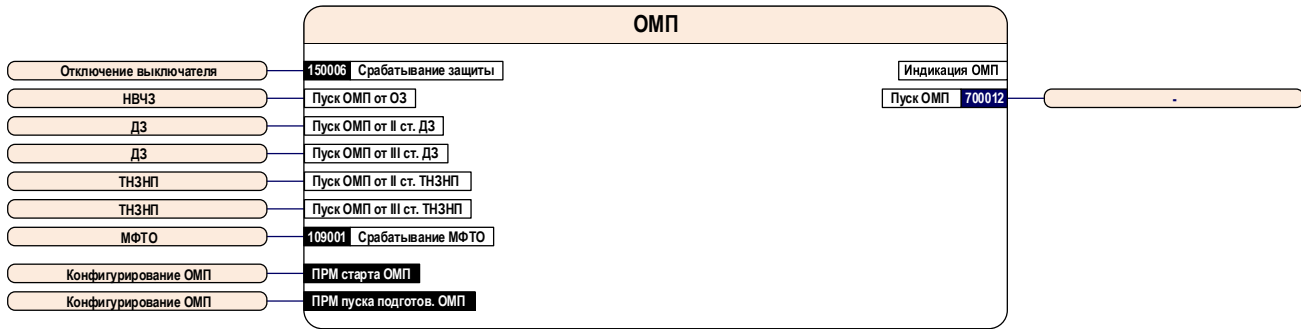 ОМП
Отключение выключателя 150006 Срабатывание защиты Индикация ОМП
НВЧЗ Пуск ОМП от ОЗ Пуск ОМП 700012 -
ДЗ Пуск ОМП от II ст. ДЗ
ДЗ Пуск ОМП от III ст. ДЗ
ТНЗНП Пуск ОМП от II ст. ТНЗНП
ТНЗНП Пуск ОМП от III ст. ТНЗНП
МФТО 109001 Срабатывание МФТО
Конфигурирование ОМП ПРМ старта ОМП
Конфигурирование ОМП ПРМ пуска подготов. ОМП